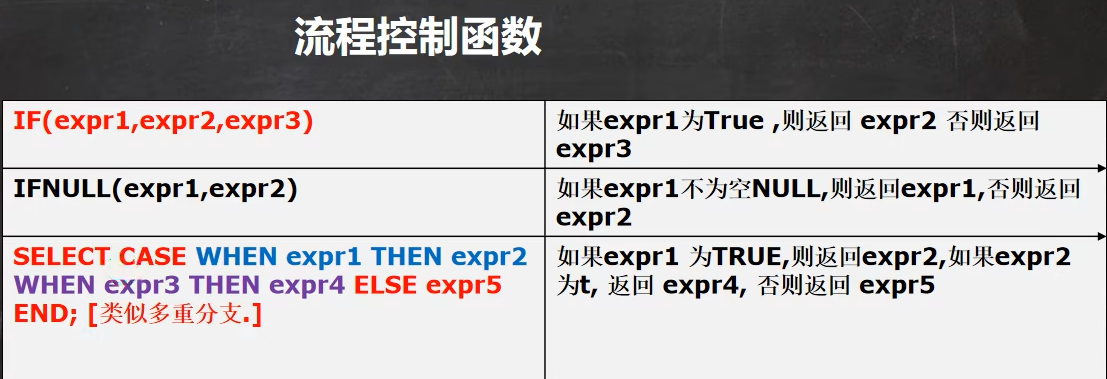 流程控制函数
IF(expr1,expr2,expr3)
如果expr1为True ,则返回 expr2 否则返回
expr3
IFNULL(expr1,expr2)
如果expr1不为空NULL,则返回expr1,否则返回
expr2
SELECT CASE WHEN expr1 THEN expr2
WHEN expr3 THEN expr4 ELSE expr5
END; [类似多重分支.]
如果expr1 为TRUE,则返回expr2,如果expr2
为t, 返回 expr4, 否则返回 expr5